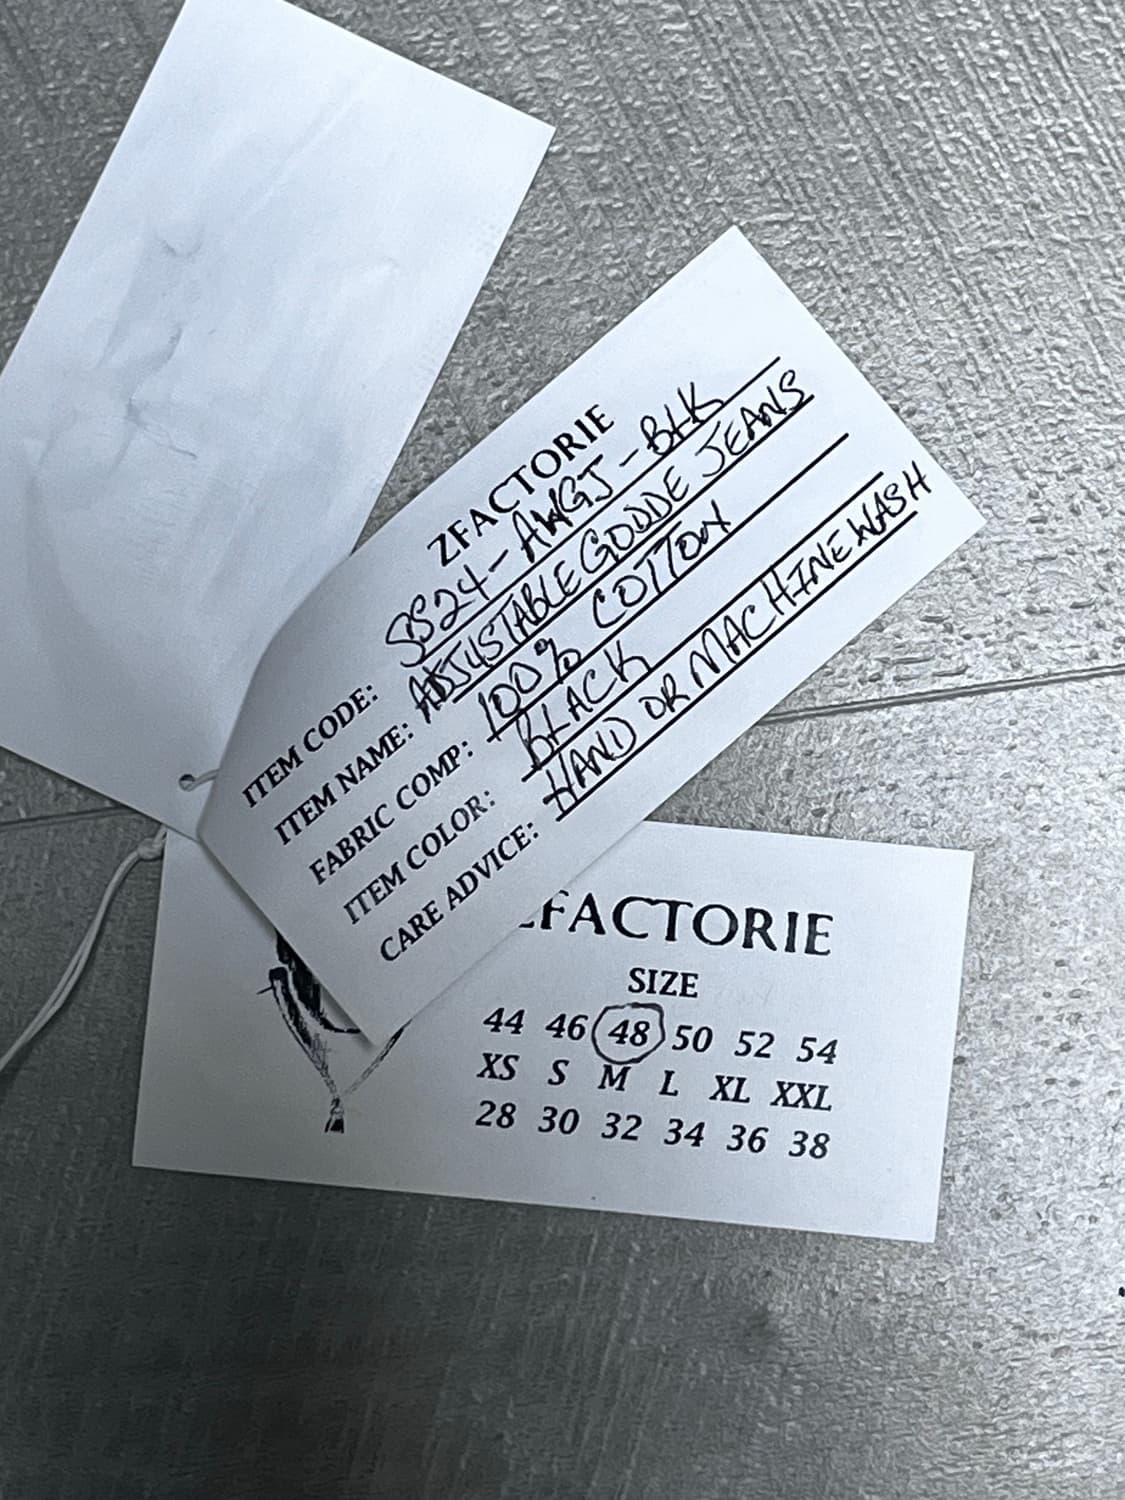 ZFACTORIE
ITEM CODE: SS24-AWGJ-BLK
ITEM NAME: ADJUSTABLE GOODE JEANS
FABRIC COMP: 100% COTTON
ITEM COLOR: BLACK
CARE ADVICE: HAND OR MACHINE WASH
ZFACTORIE
SIZE
44 46 48 50 52 54
XS S M L XL XXL
28 30 32 34 36 38